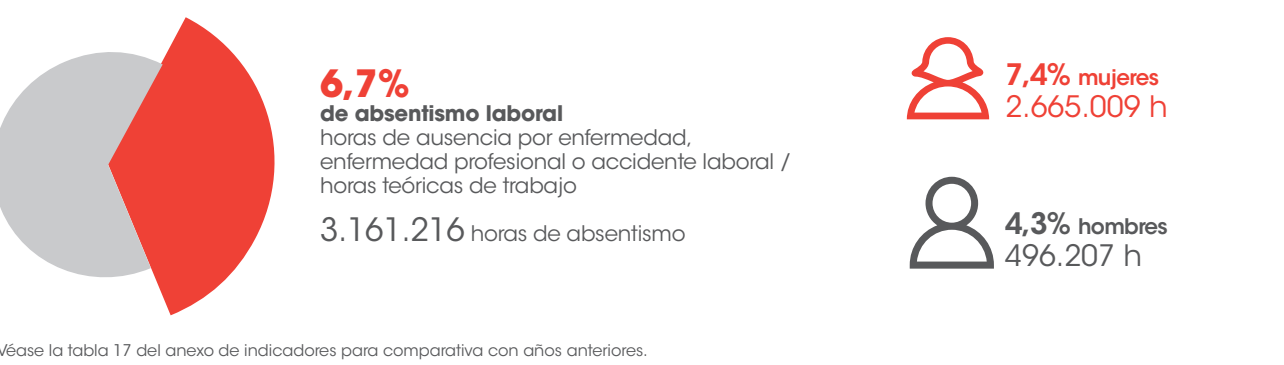 6,7%
de absentismo laboral
horas de ausencia por enfermedad,
enfermedad profesional o accidente laboral /
horas teóricas de trabajo
3.161.216 horas de absentismo
7,4% mujeres
2.665.009 h
4,3% hombres
496.207 h
Véase la tabla 17 del anexo de indicadores para comparativa con años anteriores.